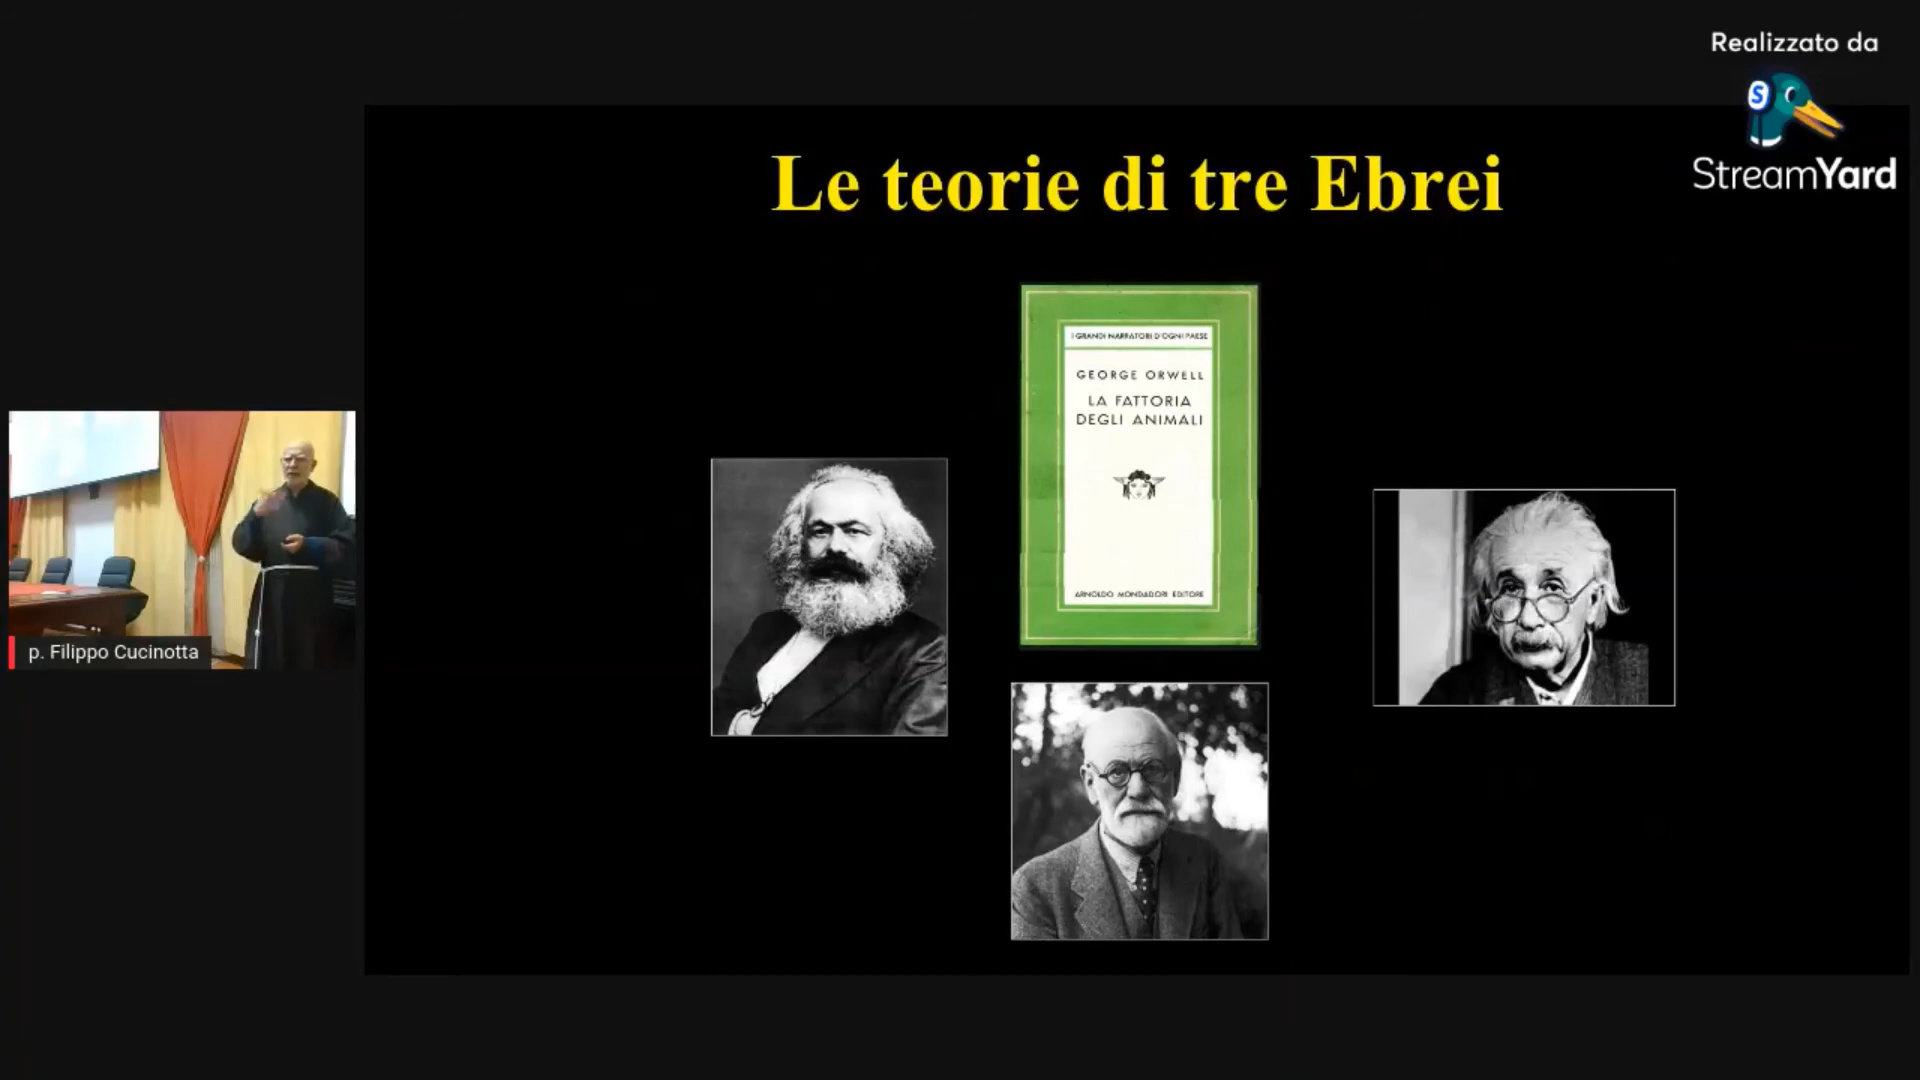 Realizzato da
StreamYard
Le teorie di tre Ebrei
I GRANDI NARRATORI D'OGNI PAESE
GEORGE ORWELL
LA FATTORIA
DEGLI ANIMALI
ARNOLDO MONDADORI EDITORE
p. Filippo Cucinotta